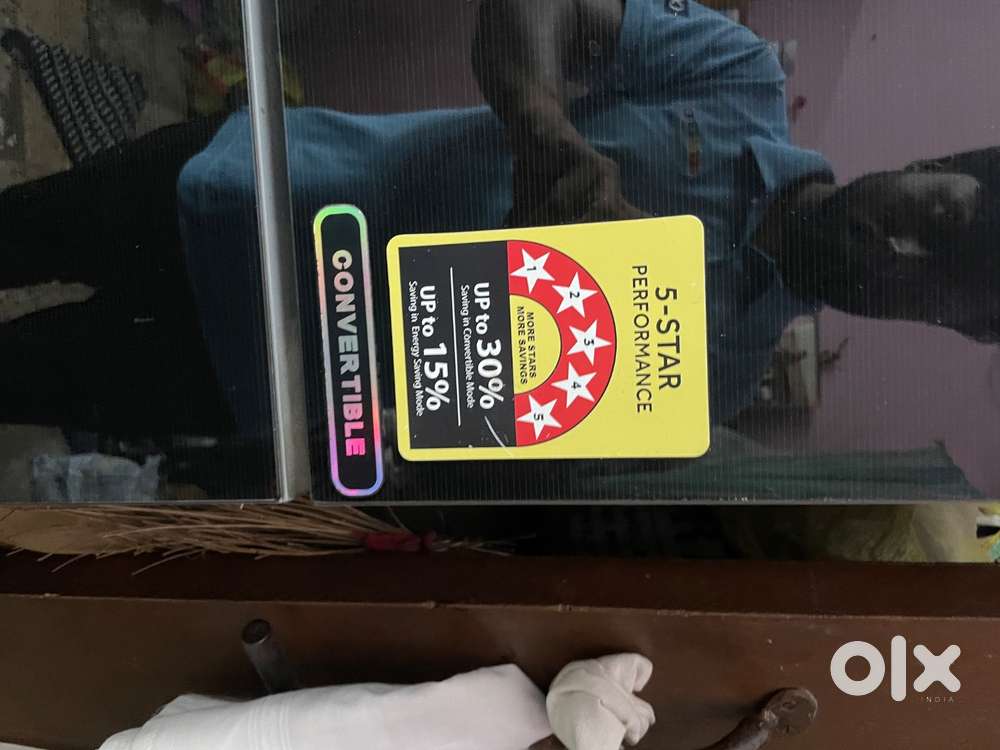 5-STAR
PERFORMANCE
1
2
3
4
5
MORE STARS
MORE SAVINGS
UP to 30%
Saving in Convertible Mode
UP to 15%
Saving in Energy Saving Mode
CONVERTIBLE
olx
INDIA